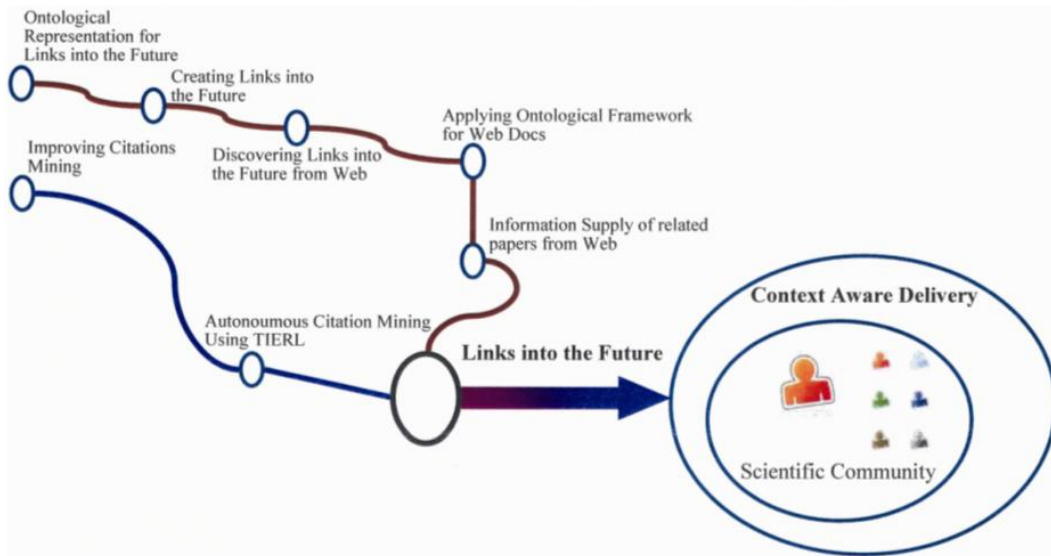 Ontological
Representation for
Links into the Future
Creating Links into
the Future
Discovering Links into
the Future from Web
Applying Ontological Framework
for Web Docs
Improving Citations
Mining
Information Supply of related
papers from Web
Autonoumous Citation Mining
Using TIERL
Links into the Future
Context Aware Delivery
Scientific Community